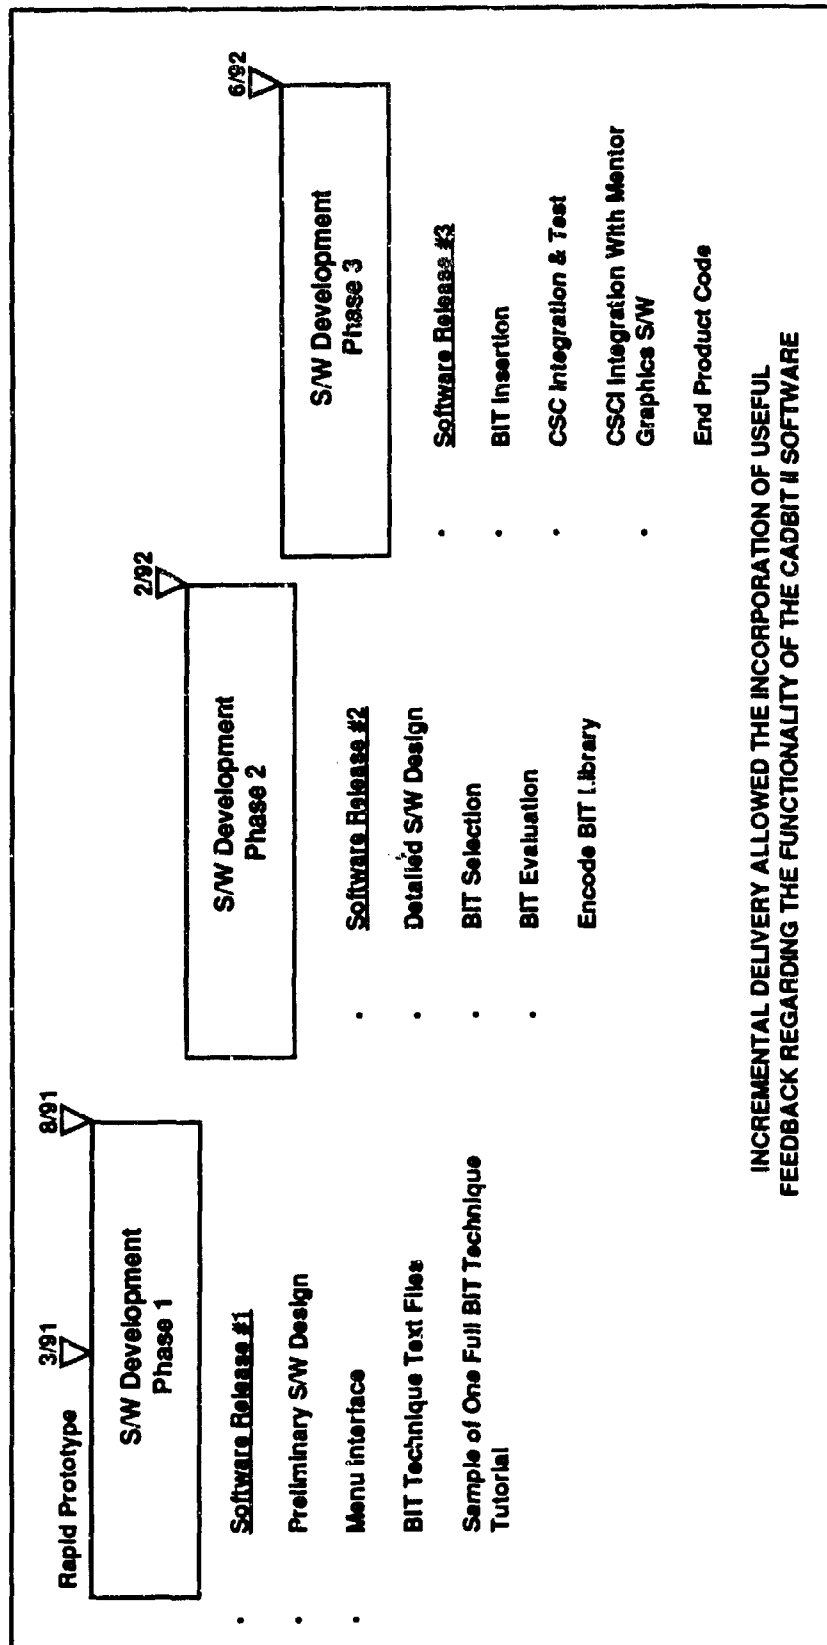 Rapid Prototype
3/91
8/91
S/W Development
Phase 1
Software Release #1
• Preliminary S/W Design
• Menu Interface
• BIT Technique Text Files
Sample of One Full BIT Technique
Tutorial
2/92
S/W Development
Phase 2
Software Release #2
• Detailed S/W Design
• BIT Selection
• BIT Evaluation
• Encode BIT Library
6/92
S/W Development
Phase 3
Software Release #3
• BIT Insertion
• CSC Integration & Test
• CSCI Integration With Mentor
Graphics S/W
• End Product Code
INCREMENTAL DELIVERY ALLOWED THE INCORPORATION OF USEFUL
FEEDBACK REGARDING THE FUNCTIONALITY OF THE CADBIT II SOFTWARE